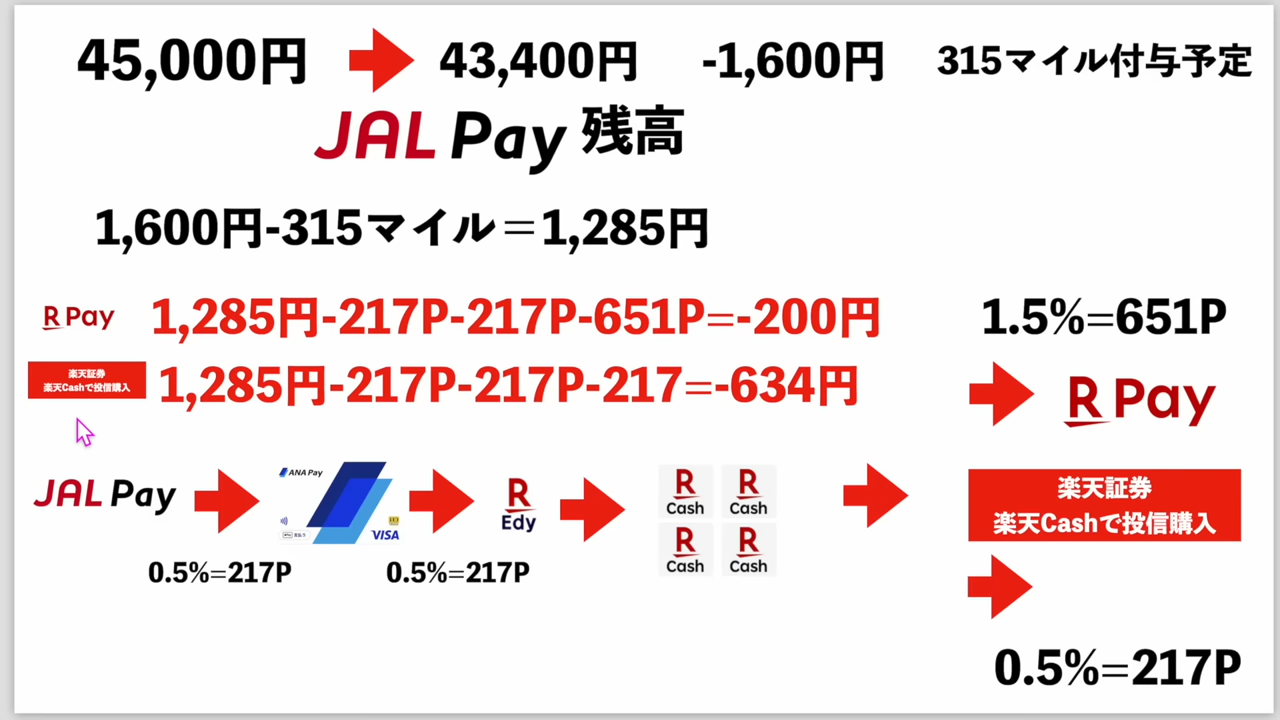 45,000円 43,400円 -1,600円 315マイル付与予定
JAL Pay 残高
1,600円-315マイル=1,285円
R Pay 1,285円-217P-217P-651P=-200円 1.5%=651P
楽天証券
楽天Cashで投信購入
1,285円-217P-217P-217=-634円
R Pay
JAL Pay
ANA Pay
VISA
R
Edy
R
Cash
R
Cash
R
Cash
R
Cash
楽天証券
楽天Cashで投信購入
0.5%=217P 0.5%=217P
0.5%=217P